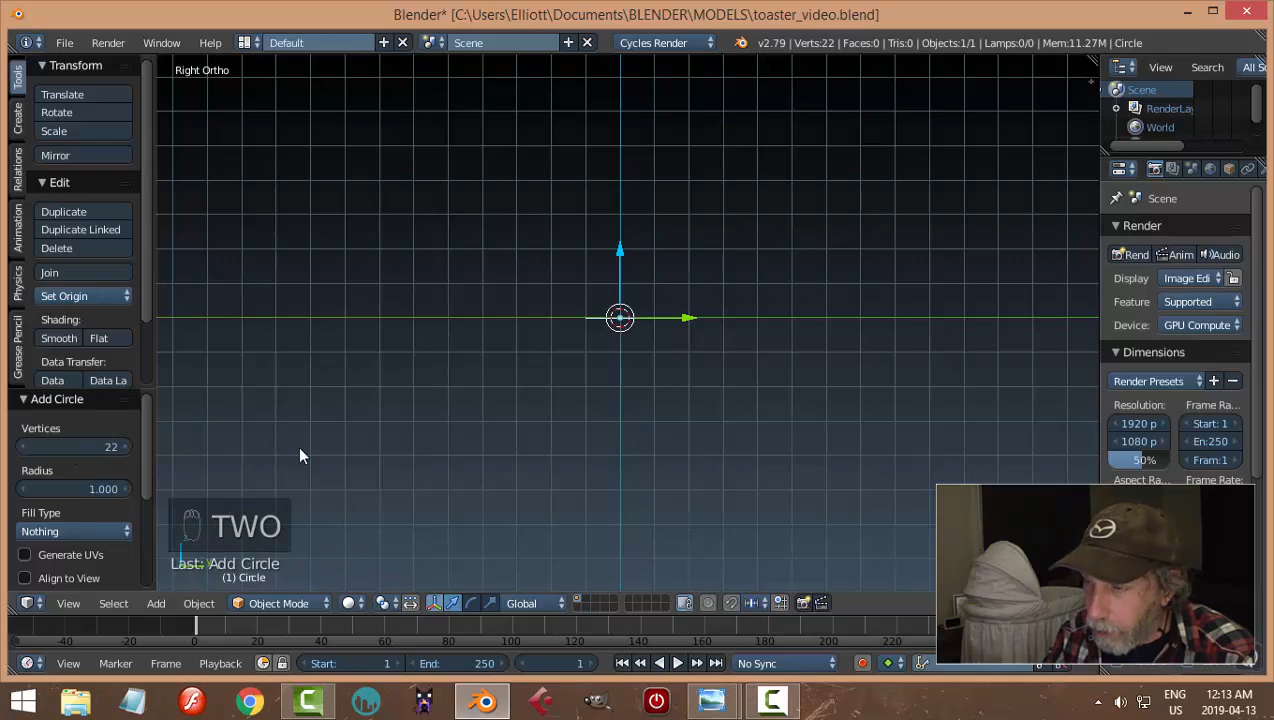 Blender* [C:\Users\Elliott\Documents\BLENDER\MODELS\toaster_video.blend]
File Render Window Help Default Scene Cycles Render v2.79 | Verts:22 | Faces:0 | Tris:0 | Objects:1/1 | Lamps:0/0 | Mem:11.27M | Circle
Tools
Create
Relations
Animation
Physics
Grease Pencil
Transform
Translate
Rotate
Scale
Mirror
Edit
Duplicate
Duplicate Linked
Delete
Join
Set Origin
Shading:
Smooth Flat
Data Transfer:
Data Data La
Add Circle
Vertices
22
Radius
1.000
Fill Type
Nothing
Generate UVs
Align to View
Right Ortho
TWO
Last: Add Circle
(1) Circle
View Select Add Object Object Mode Global
-40 -20 0 20 40 60 80 100 120 140 160 180 200 220
View Marker Frame Playback Start: 1 End: 250 1 No Sync
View Search All S
Scene
RenderLay
World
Scene
Render
Rend Anim Audio
Display Image Edi
Feature Supported
Device: GPU Compute
Dimensions
Render Presets
Resolution: Frame Ra...
1920 p Start: 1
1080 p En:250
50% Fram:1
Aspect Ra... Frame Rate:
ENG 12:13 AM
US 2019-04-13